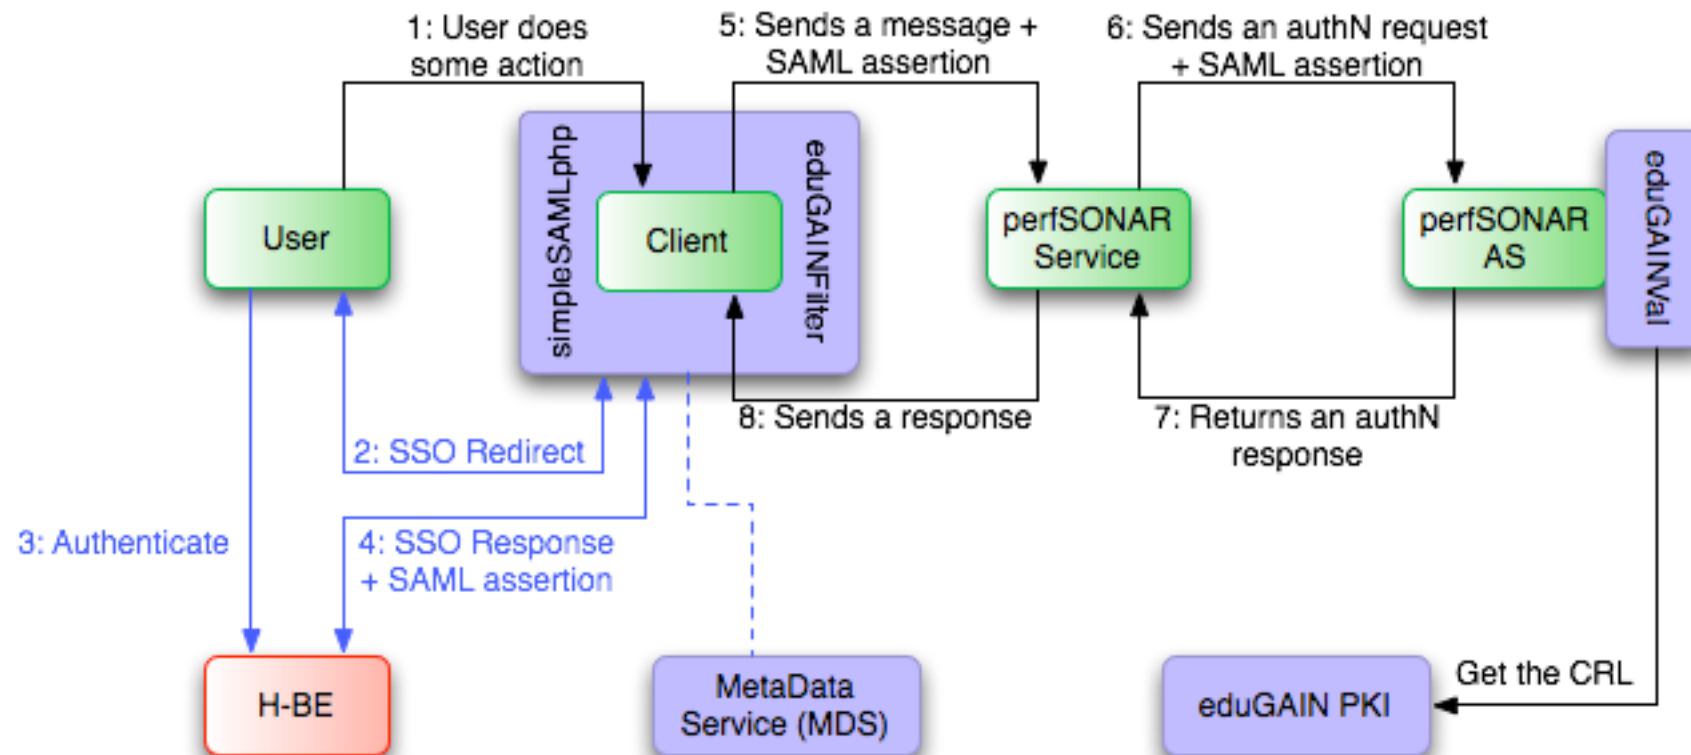 1: User does
some action
5: Sends a message +
SAML assertion
6: Sends an authN request
+ SAML assertion
simpleSAMLphp
eduGAINFilter
eduGAINVal
User
Client
perfSONAR
Service
perfSONAR
AS
8: Sends a response
7: Returns an authN
response
2: SSO Redirect
3: Authenticate
4: SSO Response
+ SAML assertion
H-BE
MetaData
Service (MDS)
eduGAIN PKI
Get the CRL